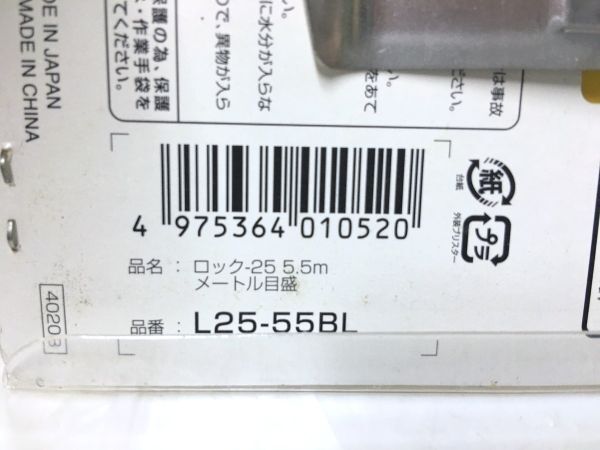 DE IN JAPAN
MADE IN CHINA
保護の為、保護
・作業手袋を
てください。
い。
に水分が入らな
ので、異物が入ら
い。
をあて
は事故
ださい。
4 975364 010520
紙
台紙
プラ
外装ブリスター
品名： ロック-25 5.5m
メートル目盛
品番： L25-55BL
40203